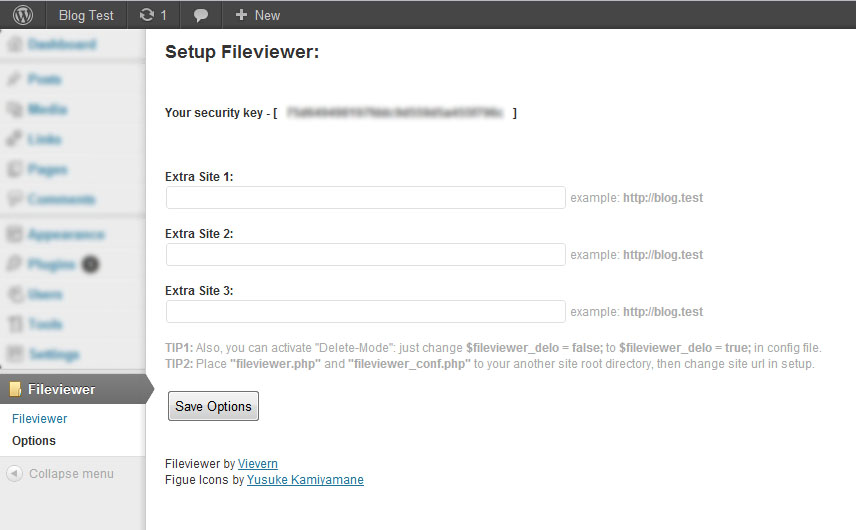 Blog Test 1 + New
Dashboard
Posts
Media
Links
Pages
Comments
Appearance
Plugins
Users
Tools
Settings
Fileviewer
Fileviewer
Options
Collapse menu
Setup Fileviewer:
Your security key - [ ]
Extra Site 1:
example: http://blog.test
Extra Site 2:
example: http://blog.test
Extra Site 3:
example: http://blog.test
TIP1: Also, you can activate "Delete-Mode": just change $fileviewer_delo = false; to $fileviewer_delo = true; in config file.
TIP2: Place "fileviewer.php" and "fileviewer_conf.php" to your another site root directory, then change site url in setup.
Save Options
Fileviewer by Vievern
Figue Icons by Yusuke Kamiyamane